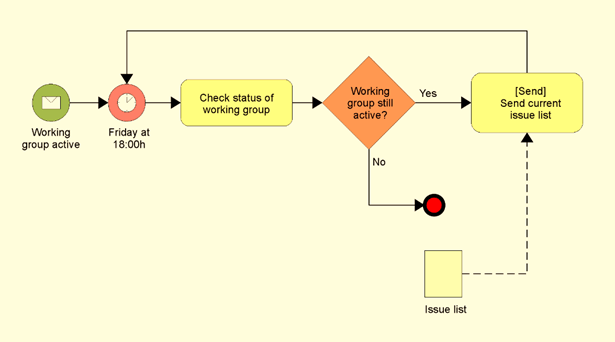 Working
group active
Friday at
18:00h
Check status of
working group
Working
group still
active?
Yes
No
[Send]
Send current
issue list
Issue list